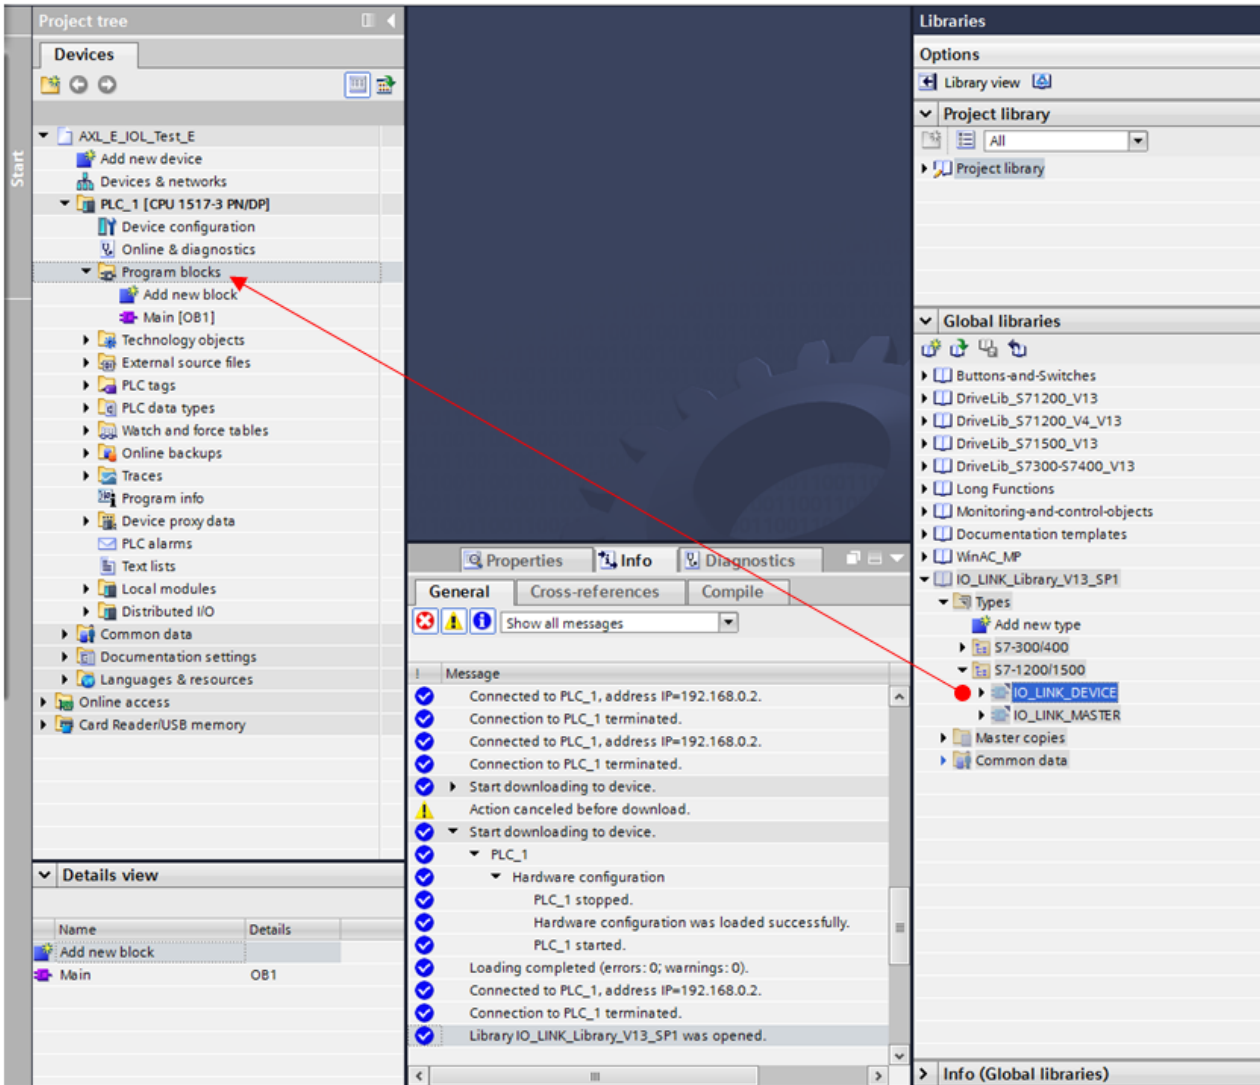 Start
Project tree
Devices
AXL_E_IOL_Test_E
Add new device
Devices & networks
PLC_1 [CPU 1517-3 PN/DP]
Device configuration
Online & diagnostics
Program blocks
Add new block
Main [OB1]
Technology objects
External source files
PLC tags
PLC data types
Watch and force tables
Online backups
Traces
Program info
Device proxy data
PLC alarms
Text lists
Local modules
Distributed I/O
Common data
Documentation settings
Languages & resources
Online access
Card Reader/USB memory
Details view
Name Details
Add new block
Main OB1
Properties Info Diagnostics
General Cross-references Compile
Show all messages
! Message
Connected to PLC_1, address IP=192.168.0.2.
Connection to PLC_1 terminated.
Connected to PLC_1, address IP=192.168.0.2.
Connection to PLC_1 terminated.
Start downloading to device.
Action canceled before download.
Start downloading to device.
PLC_1
Hardware configuration
PLC_1 stopped.
Hardware configuration was loaded successfully.
PLC_1 started.
Loading completed (errors: 0; warnings: 0).
Connected to PLC_1, address IP=192.168.0.2.
Connection to PLC_1 terminated.
Library IO_LINK_Library_V13_SP1 was opened.
Libraries
Options
Library view
Project library
All
Project library
Global libraries
Buttons-and-Switches
DriveLib_S71200_V13
DriveLib_S71200_V4_V13
DriveLib_S71500_V13
DriveLib_S7300-S7400_V13
Long Functions
Monitoring-and-control-objects
Documentation templates
WinAC_MP
IO_LINK_Library_V13_SP1
Types
Add new type
S7-300/400
S7-1200/1500
IO_LINK_DEVICE
IO_LINK_MASTER
Master copies
Common data
Info (Global libraries)